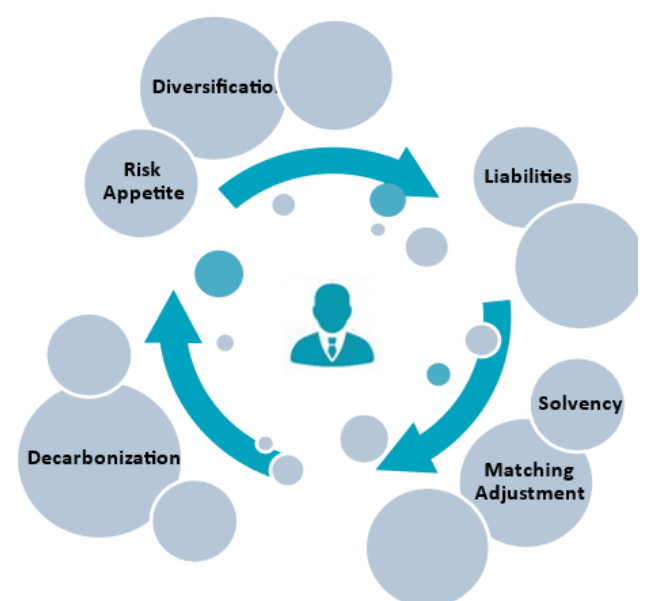 Diversificatio
Risk
Appetite
Liabilities
Solvency
Matching
Adjustment
Decarbonization